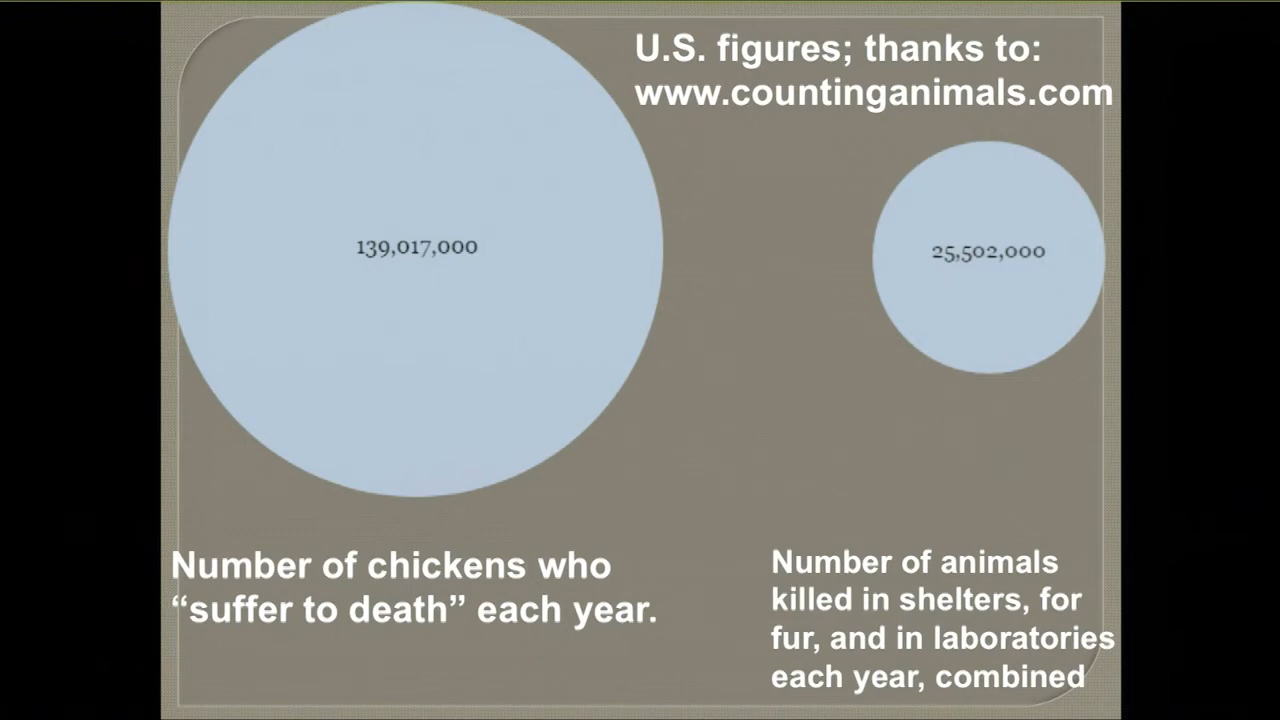 U.S. figures; thanks to:
www.countinganimals.com
139,017,000
25,502,000
Number of chickens who
“suffer to death” each year.
Number of animals
killed in shelters, for
fur, and in laboratories
each year, combined